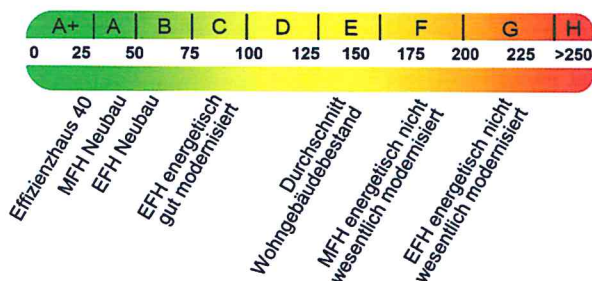 A+ A B C D E F G H
0 25 50 75 100 125 150 175 200 225 >250
Effizienzhaus 40
MFH Neubau
EFH Neubau
EFH energetisch
gut modernisiert
Durchschnitt
Wohngebäudebestand
MFH energetisch nicht
wesentlich modernisiert
EFH energetisch nicht
wesentlich modernisiert